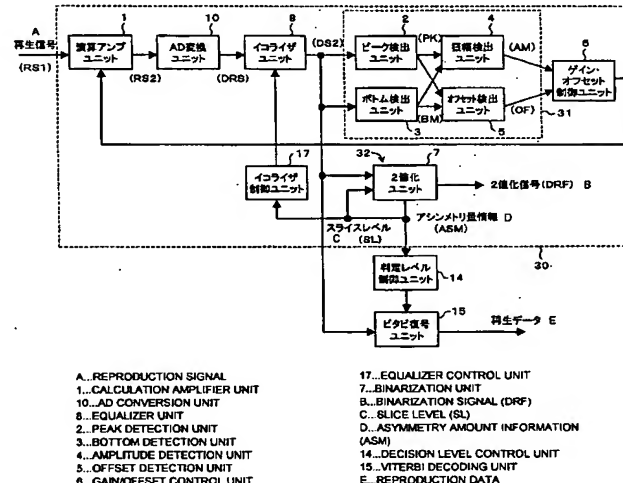 A
再生信号
(RS1)
1
演算アンプ
ユニット
(RS2)
10
AD変換
ユニット
(DRS)
8
イコライザ
ユニット
(DS2)
2
ピーク検出
ユニット
(PK)
4
振幅検出
ユニット
(AM)
6
ゲイン・
オフセット
制御ユニット
ボトム検出
ユニット
3
(BM)
オフセット検出
ユニット
5
(OF)
31
17
イコライザ
制御ユニット
32
7
2値化
ユニット
2値化信号(DRF) B
スライスレベル
C (SL)
アシンメトリ量情報 D
(ASM)
30
判定レベル
制御ユニット
14
ビタビ復号
ユニット
15
再生データ E
A...REPRODUCTION SIGNAL
1...CALCULATION AMPLIFIER UNIT
10...AD CONVERSION UNIT
8...EQUALIZER UNIT
2...PEAK DETECTION UNIT
3...BOTTOM DETECTION UNIT
4...AMPLITUDE DETECTION UNIT
5...OFFSET DETECTION UNIT
6...GAIN/OFFSET CONTROL UNIT
17...EQUALIZER CONTROL UNIT
7...BINARIZATION UNIT
B...BINARIZATION SIGNAL (DRF)
C...SLICE LEVEL (SL)
D...ASYMMETRY AMOUNT INFORMATION
(ASM)
14...DECISION LEVEL CONTROL UNIT
15...VITERBI DECODING UNIT
E...REPRODUCTION DATA